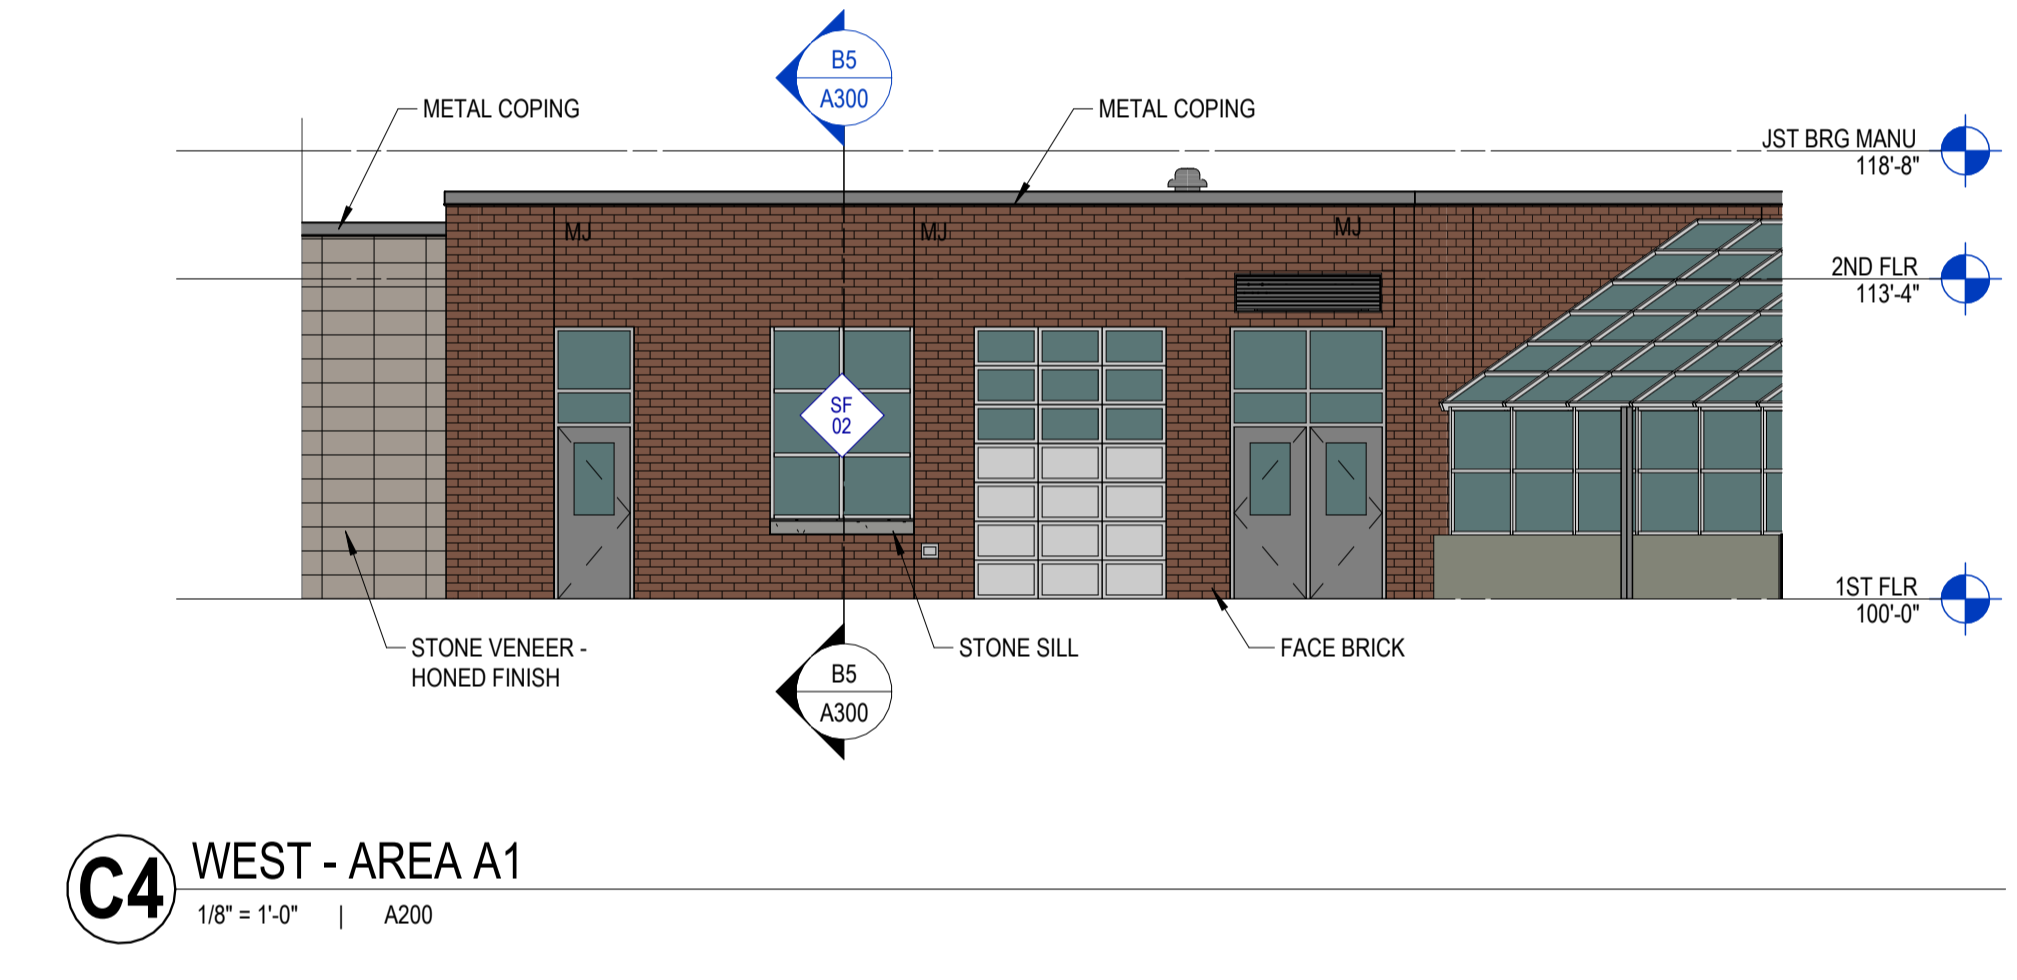 B5
A300
METAL COPING
METAL COPING
JST BRG MANU
118'-8"
MJ
MJ
MJ
2ND FLR
113'-4"
SF
02
1ST FLR
100'-0"
STONE VENEER -
HONED FINISH
STONE SILL
FACE BRICK
B5
A300
C4
WEST - AREA A1
1/8" = 1'-0" | A200